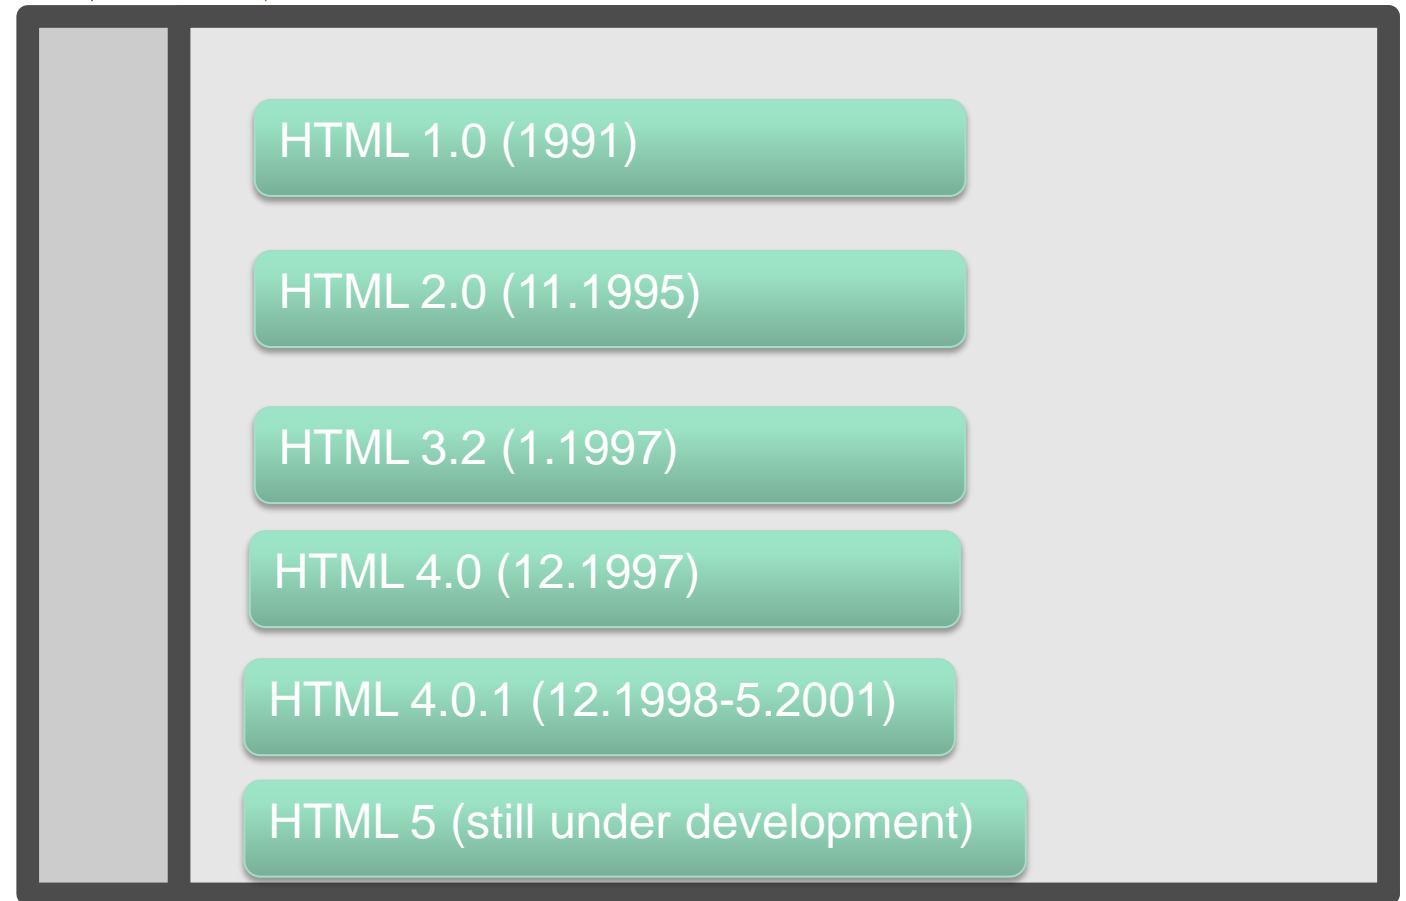 HTML 1.0 (1991)
HTML 2.0 (11.1995)
HTML 3.2 (1.1997)
HTML 4.0 (12.1997)
HTML 4.0.1 (12.1998-5.2001)
HTML 5 (still under development)